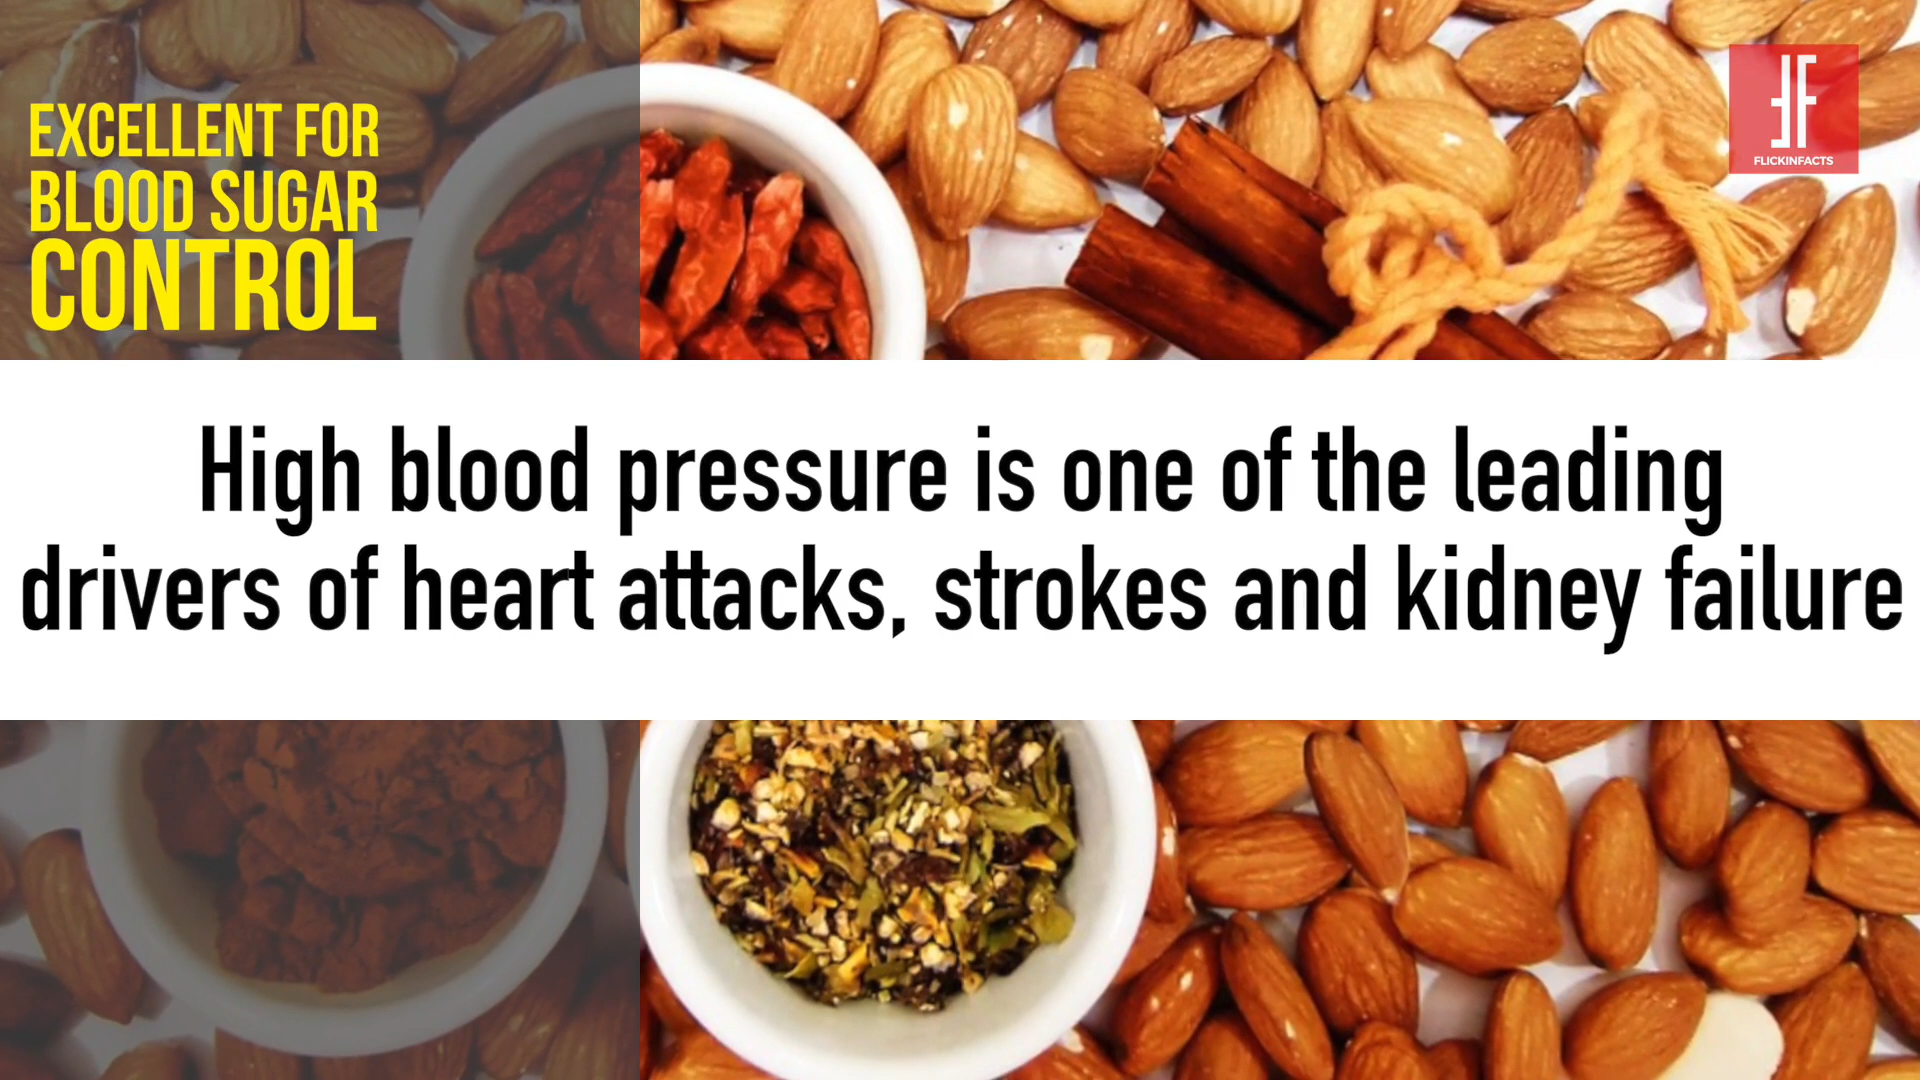 EXCELLENT FOR
BLOOD SUGAR
CONTROL
FLICKINFACTS
High blood pressure is one of the leading
drivers of heart attacks, strokes and kidney failure